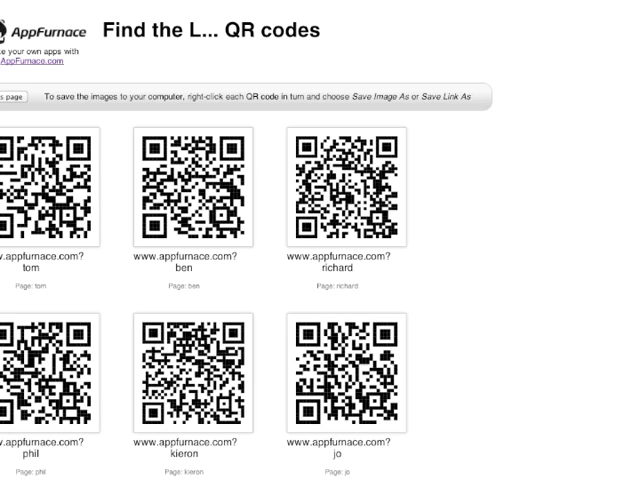 AppFurnace Find the L... QR codes
e your own apps with
AppFurnace.com
s page To save the images to your computer, right-click each QR code in turn and choose Save Image As or Save Link As
.appfurnace.com? www.appfurnace.com? www.appfurnace.com?
tom ben richard
Page: tom Page: ben Page: richard
w.appfurnace.com? www.appfurnace.com? www.appfurnace.com?
phil kieron jo
Page: phil Page: kieron Page: jo